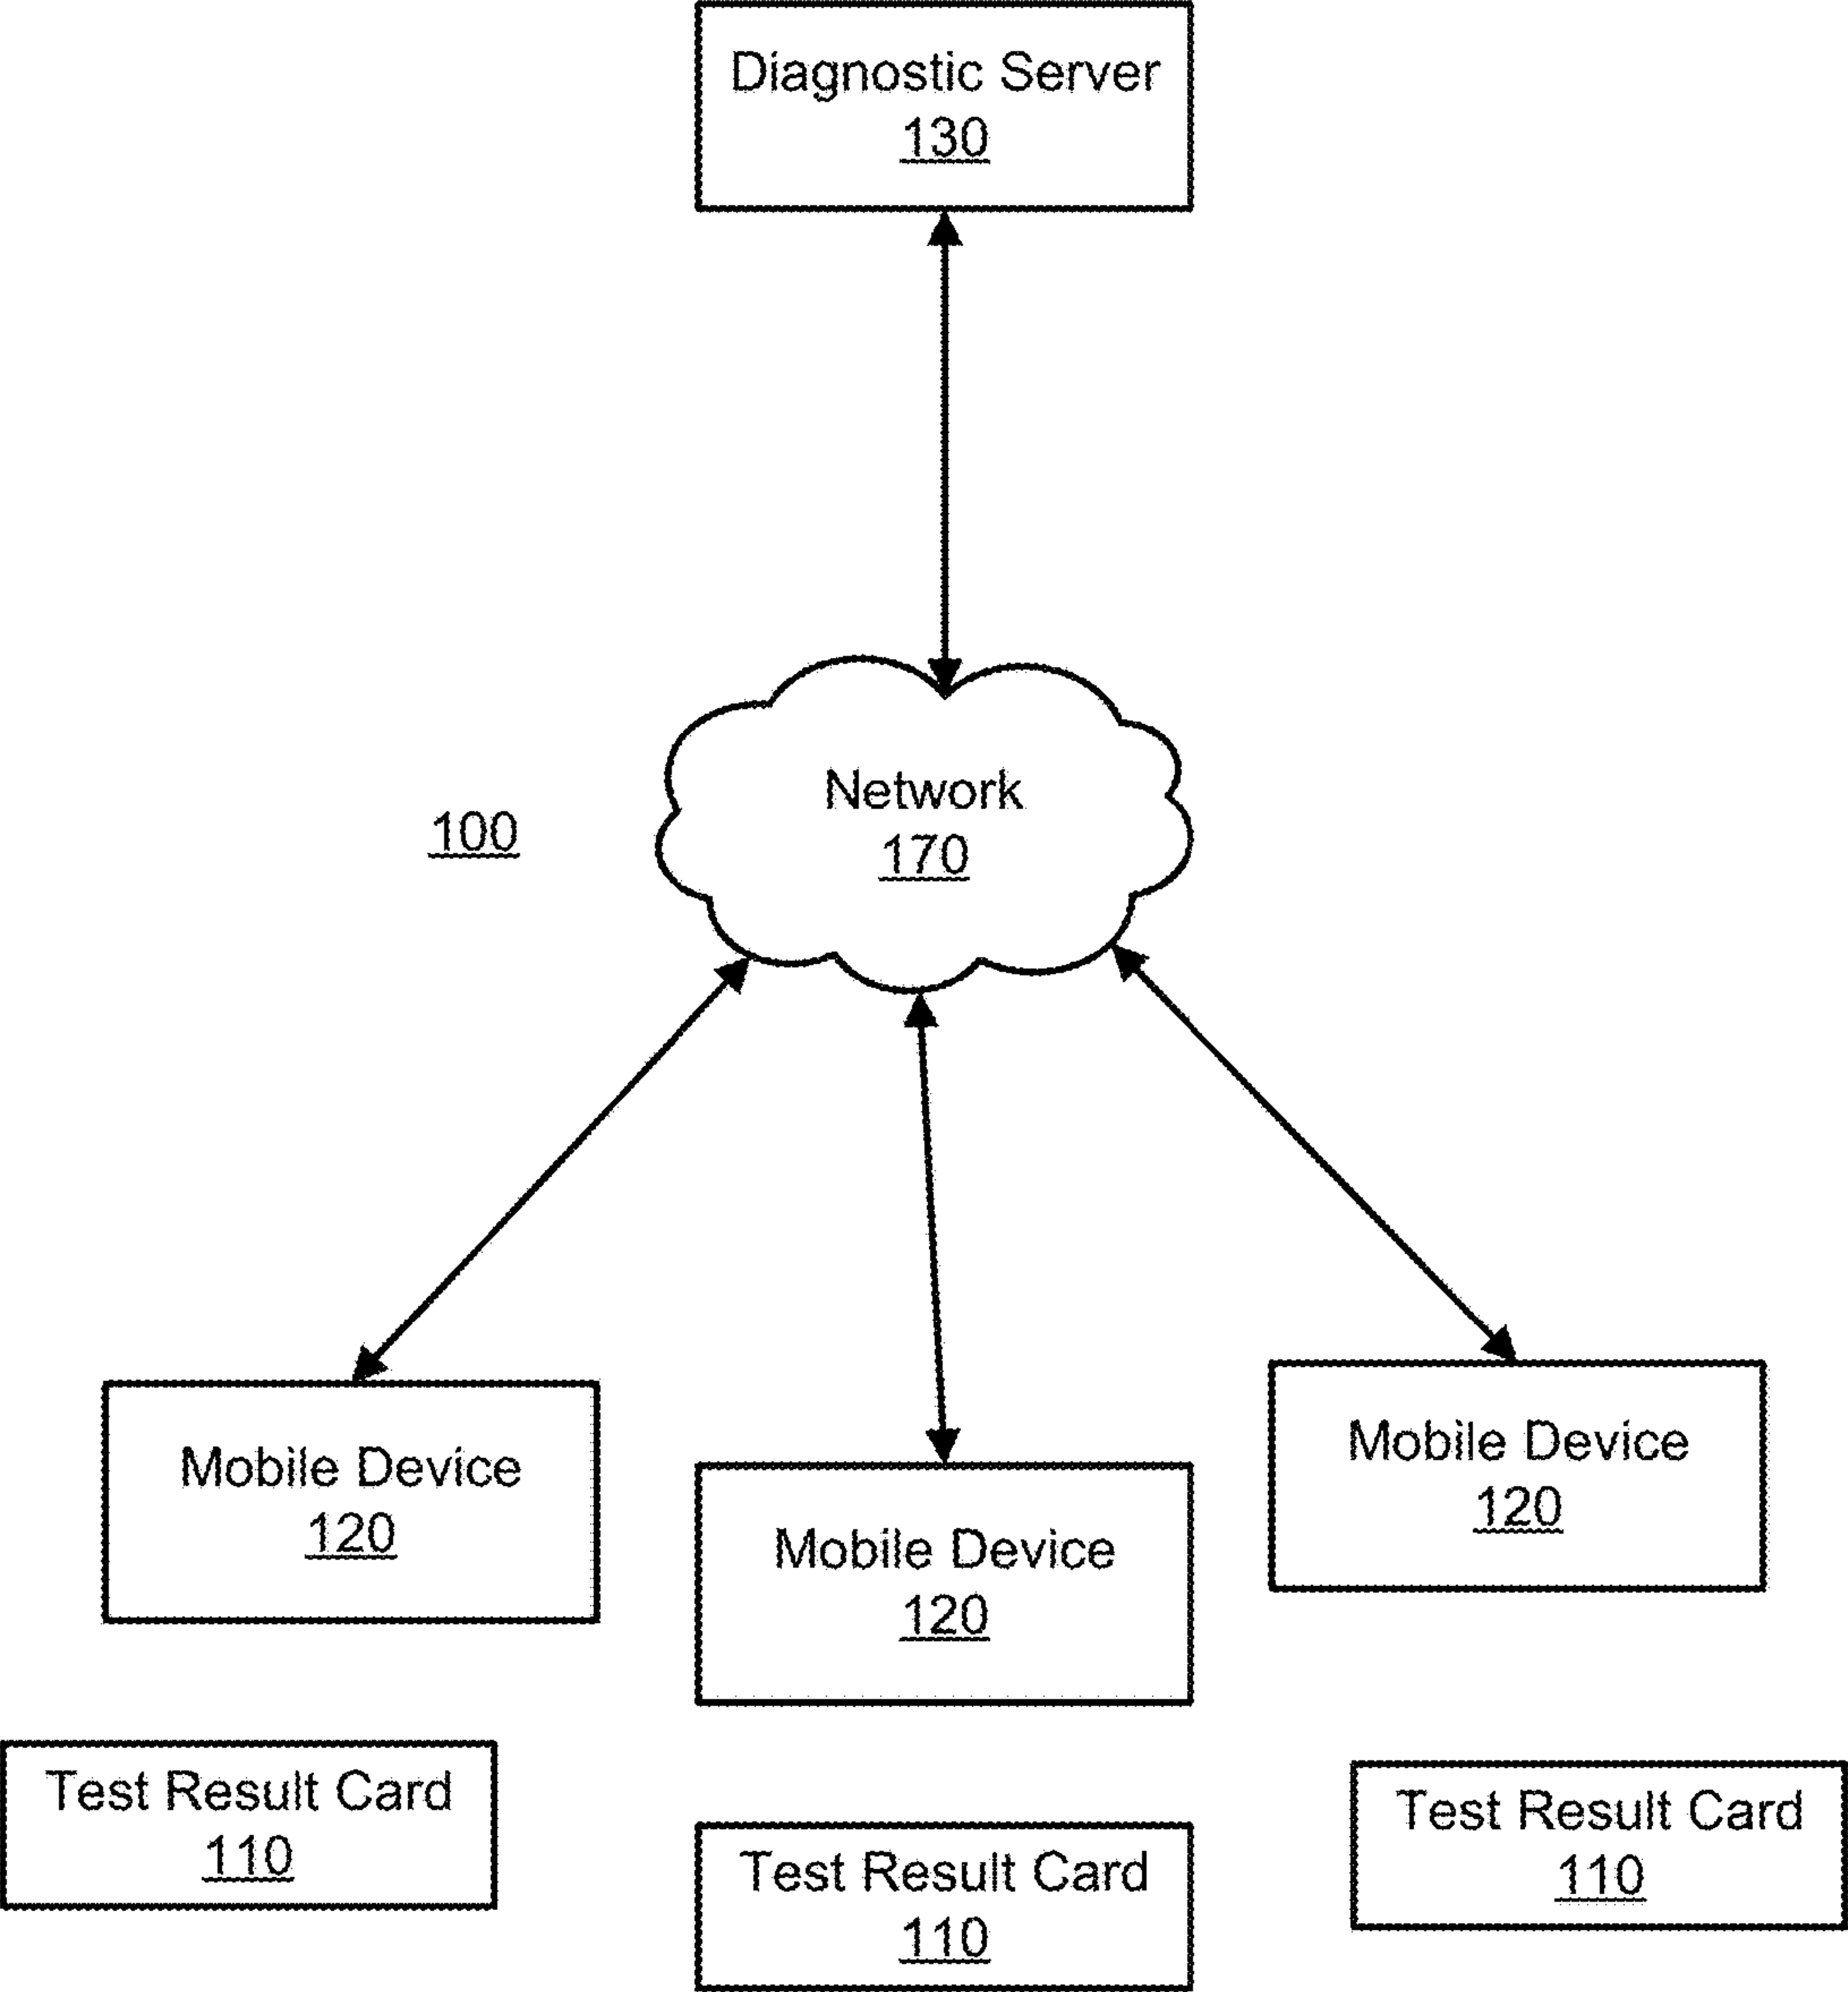 Diagnostic Server
130
Network
170
100
Mobile Device
120
Mobile Device
120
Mobile Device
120
Test Result Card
110
Test Result Card
110
Test Result Card
110